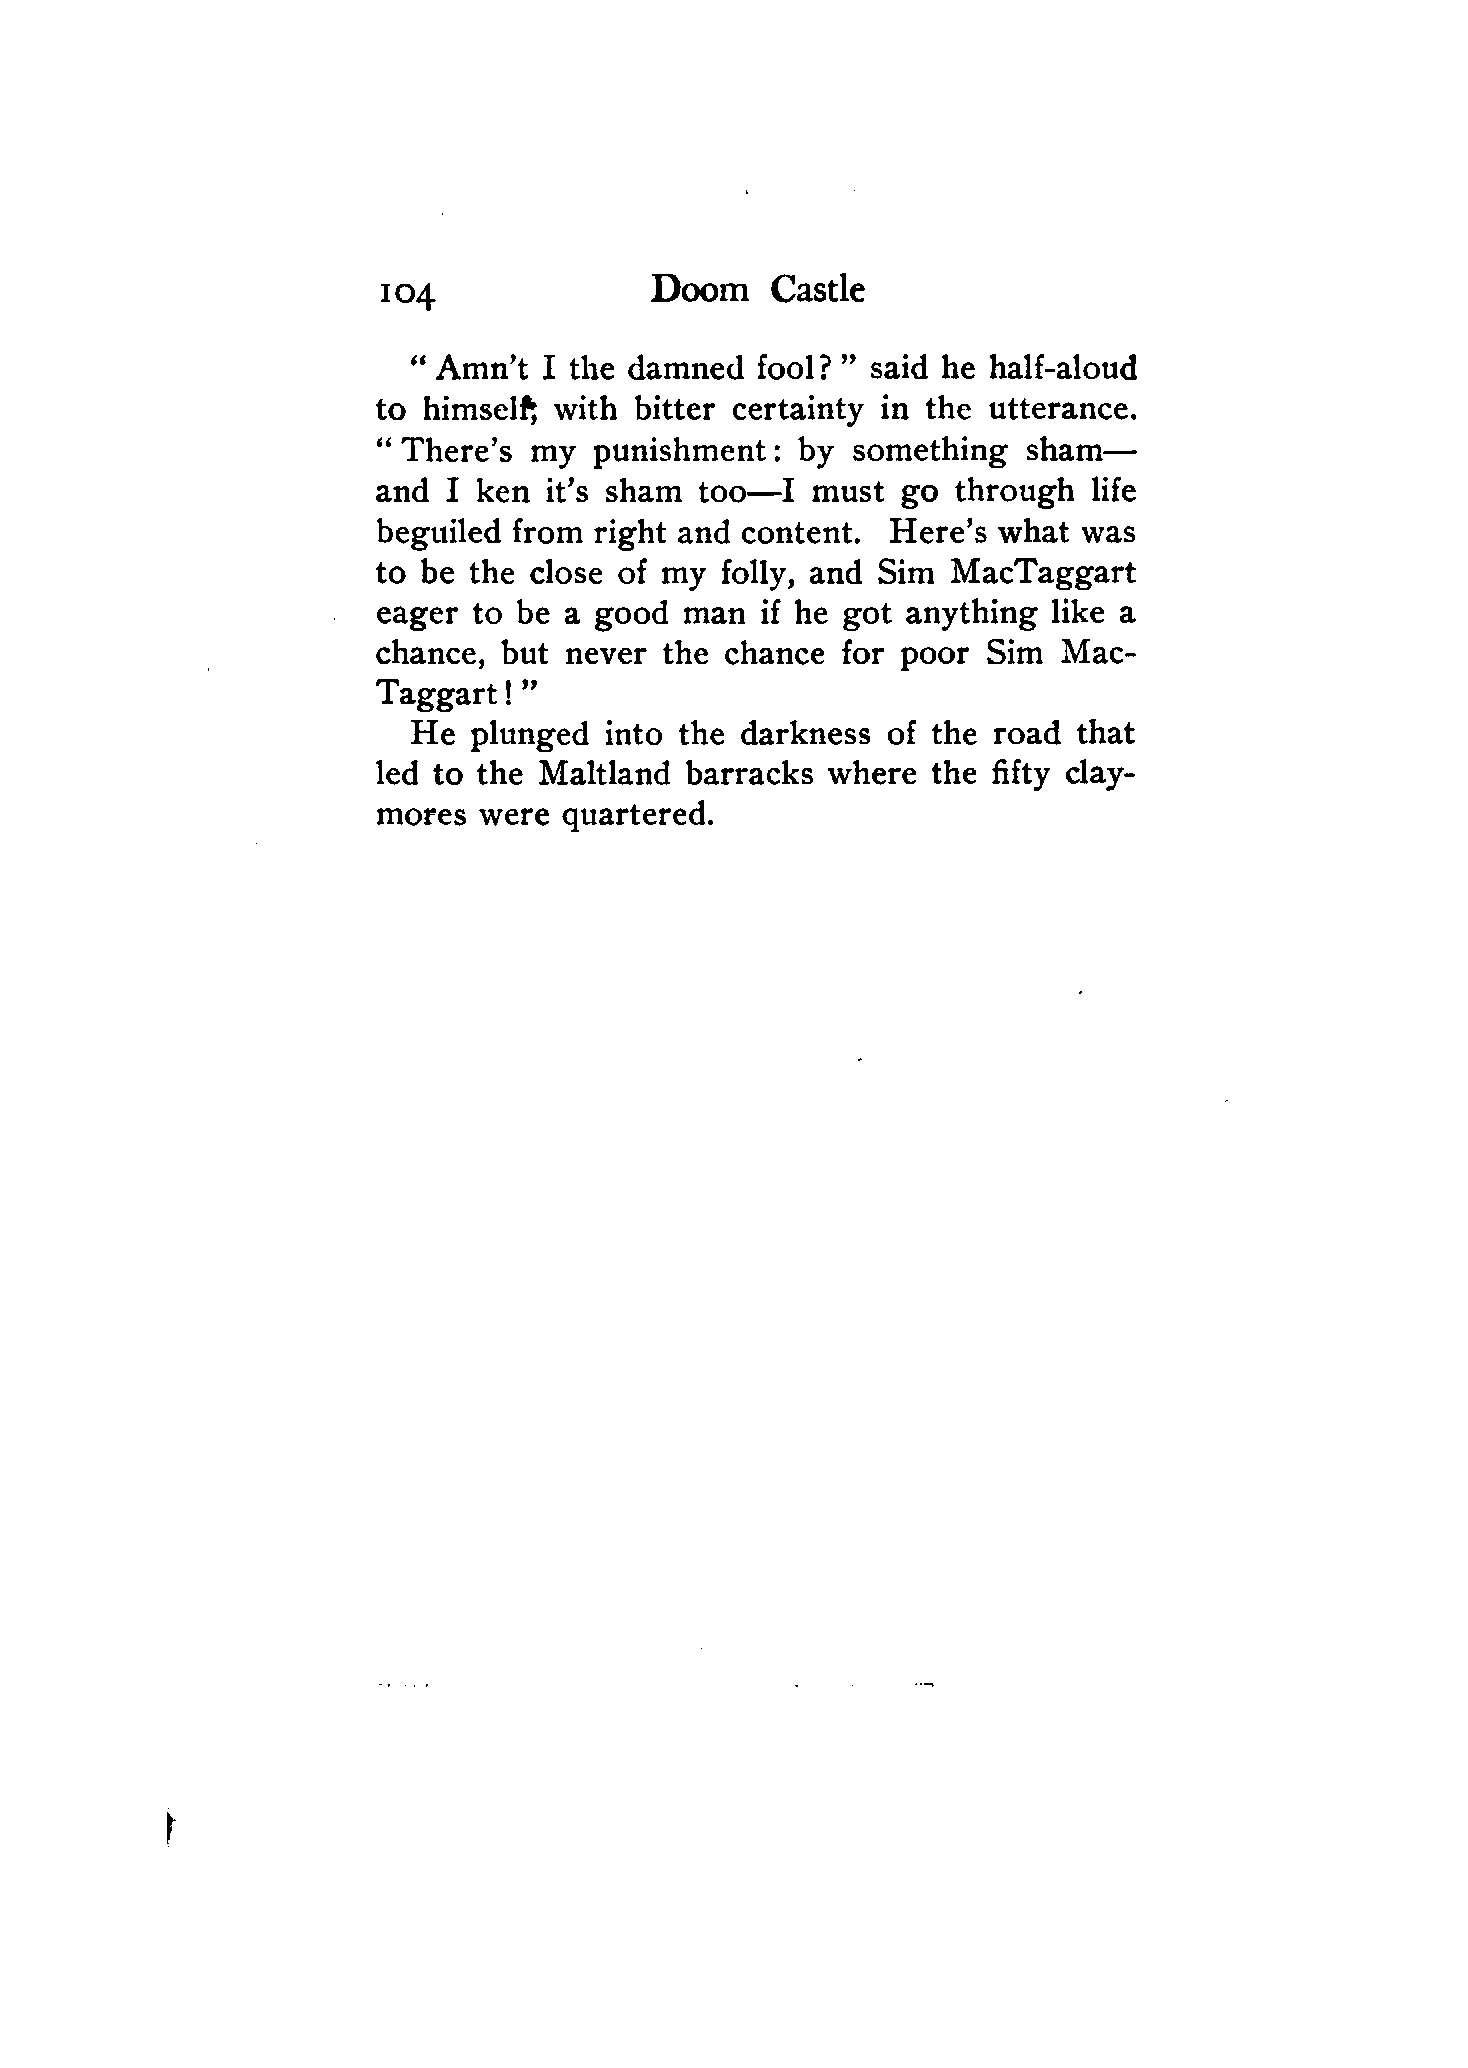 104 Doom Castle
“Amn't I the damned fool?” said he half-aloud
to himself, with bitter certainty in the utterance.
“There's my punishment: by something sham—
and I ken it's sham too—I must go through life
beguiled from right and content. Here's what was
to be the close of my folly, and Sim MacTaggart
eager to be a good man if he got anything like a
chance, but never the chance for poor Sim Mac-
Taggart!”
He plunged into the darkness of the road that
led to the Maltland barracks where the fifty clay-
mores were quartered.